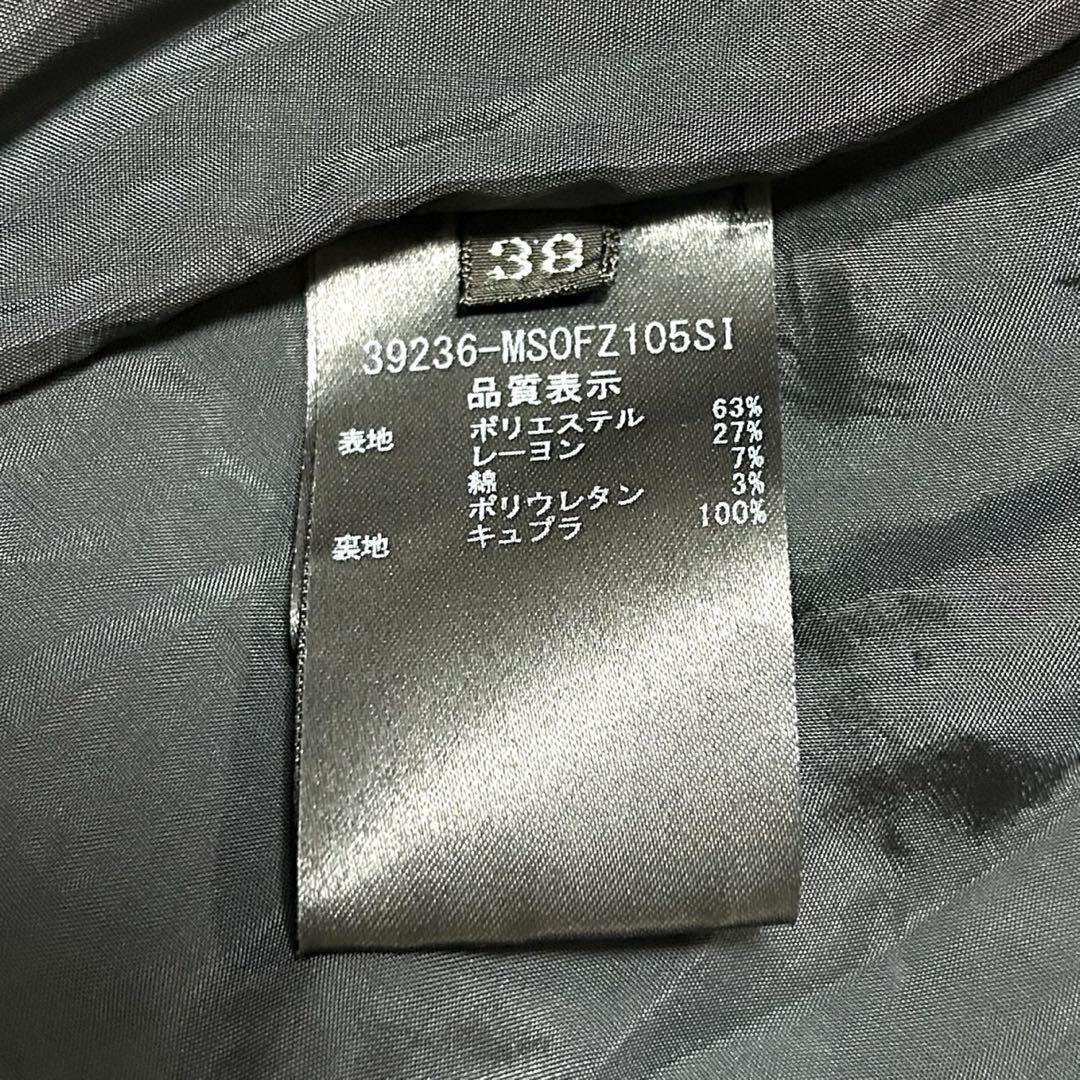 38
39236-MSOFZ105SI
品質表示
表地 ポリエステル 63%
レーヨン 27%
綿 7%
ポリウレタン 3%
裏地 キュプラ 100%